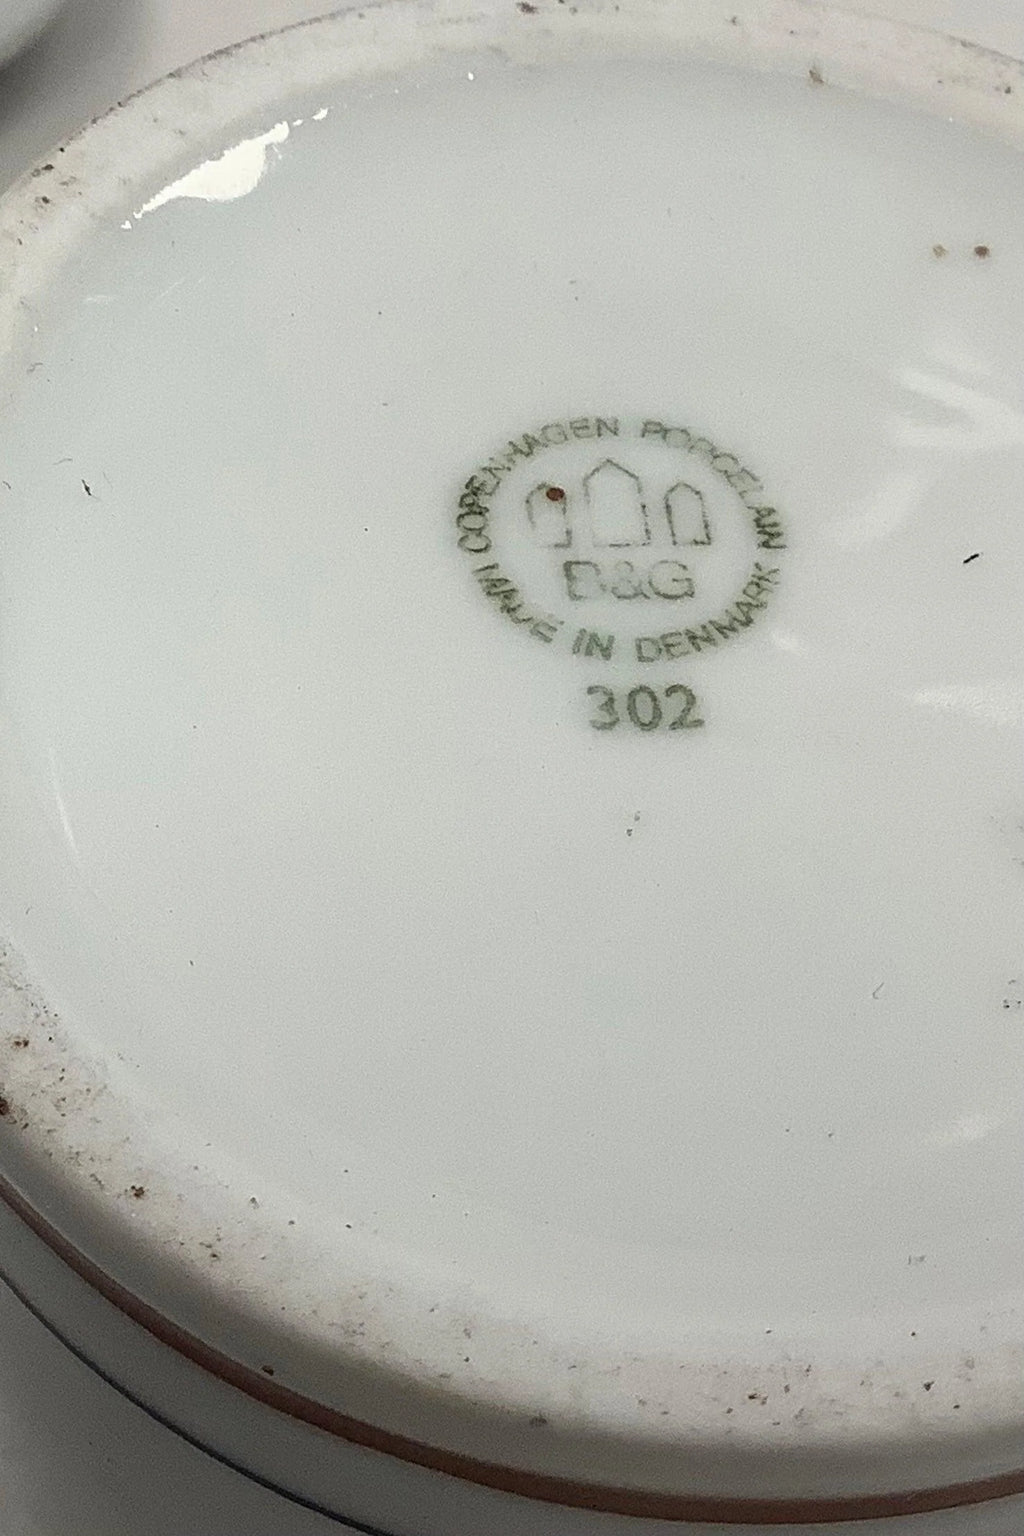 COPENHAGEN PORCELAIN
B&G
MADE IN DENMARK
302